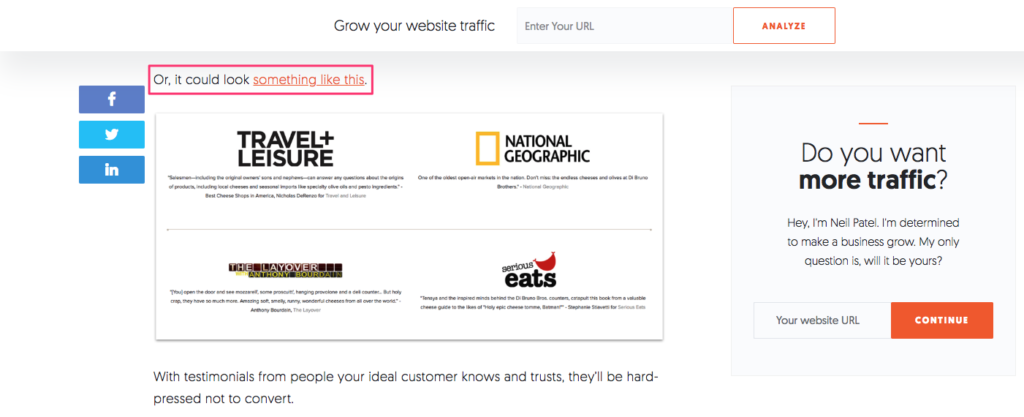 Grow your website traffic
Enter Your URL
ANALYZE
Or, it could look something like this.
f
in
TRAVEL+
LEISURE
"Salesmen—including the original owners' sons and nephews—can answer any questions about the origins
of products, including local cheeses and seasonal imports like specialty olive oils and pesto ingredients." -
Best Cheese Shops in America, Nicholas DeRenzo for Travel and Leisure
NATIONAL
GEOGRAPHIC
One of the oldest open-air markets in the nation. Don't miss the endless cheeses and olives at Di Bruno
Brothers." - National Geographic
THE LAYOVER
ANTHONY BOURDAIN
"[You] open the door and see mozzarell', some prosciutt', hanging provolone and a deli counter... But holy
crap, they have so much more. Amazing soft, smelly, runny, wonderful cheeses from all over the world." -
Anthony Bourdain, The Layover
serious
eats
"Tenaya and the inspired minds behind the Di Bruno Bros. counters, catapult this book from a valuable
cheese guide to the likes of "Holy epic cheese tomme, Batman!"" - Stephanie Stiavetti for Serious Eats
With testimonials from people your ideal customer knows and trusts, they'll be hard-
pressed not to convert.
Do you want
more traffic?
Hey, I'm Neil Patel. I'm determined
to make a business grow. My only
question is, will it be yours?
Your website URL
CONTINUE